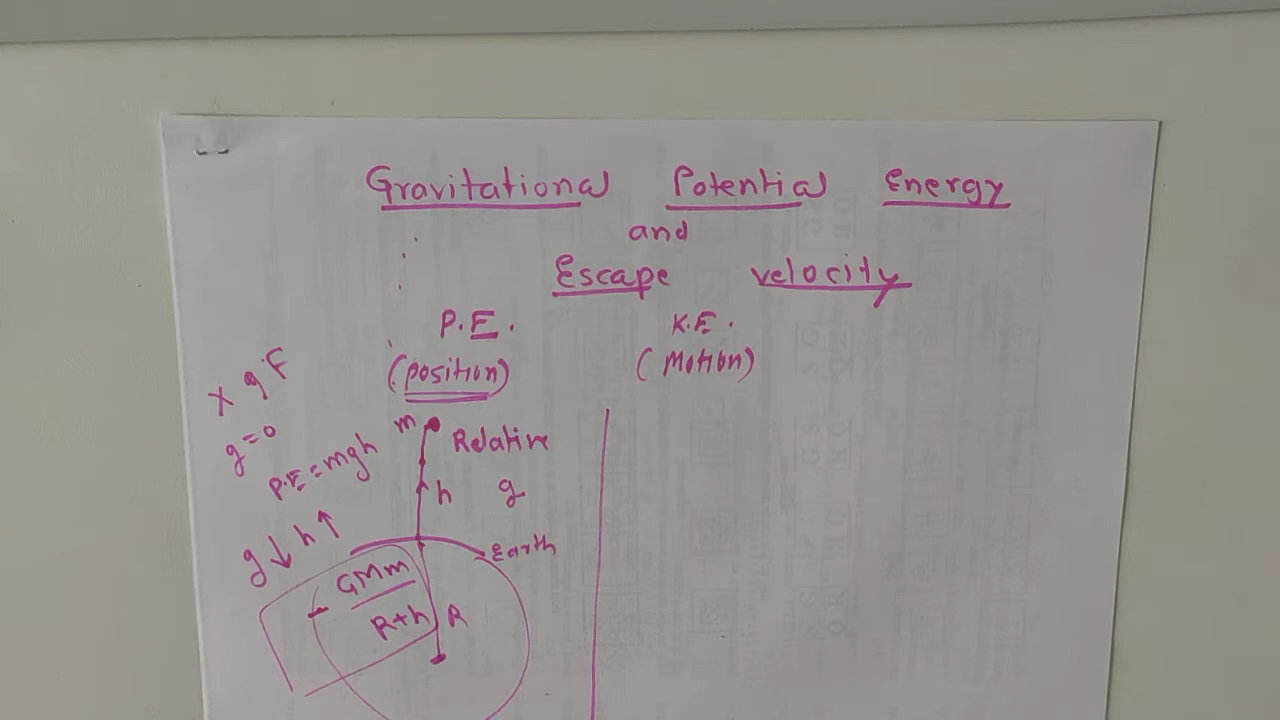 Gravitational Potential Energy
and
Escape velocity
P.E. K.E.
(position) (Motion)
x g F
g=0
P.E=mgh
g↓ h↑
m Relative
h g
Earth
- GMm
R+h
R